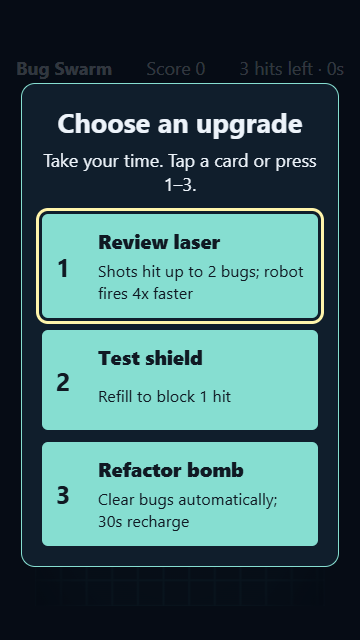 Bug Swarm Score 0 3 hits left · 0s
Choose an upgrade
Take your time. Tap a card or press
1–3.
1
Review laser
Shots hit up to 2 bugs; robot
fires 4x faster
2
Test shield
Refill to block 1 hit
3
Refactor bomb
Clear bugs automatically;
30s recharge